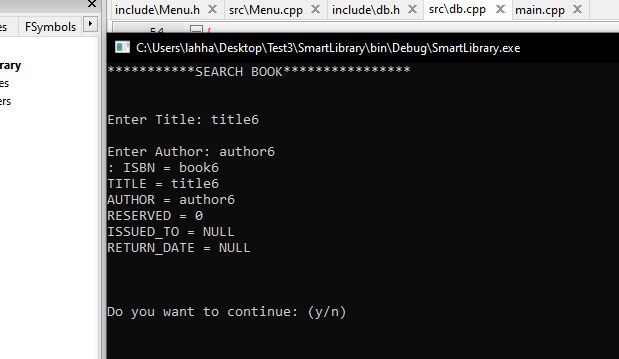 include\Menu.h src\Menu.cpp include\db.h src\db.cpp main.cpp
es FSymbols
54
C:\Users\lahha\Desktop\Test3\SmartLibrary\bin\Debug\SmartLibrary.exe
***********SEARCH BOOK****************
rary
es
ers
Enter Title: title6
Enter Author: author6
: ISBN = book6
TITLE = title6
AUTHOR = author6
RESERVED = 0
ISSUED_TO = NULL
RETURN_DATE = NULL
Do you want to continue: (y/n)